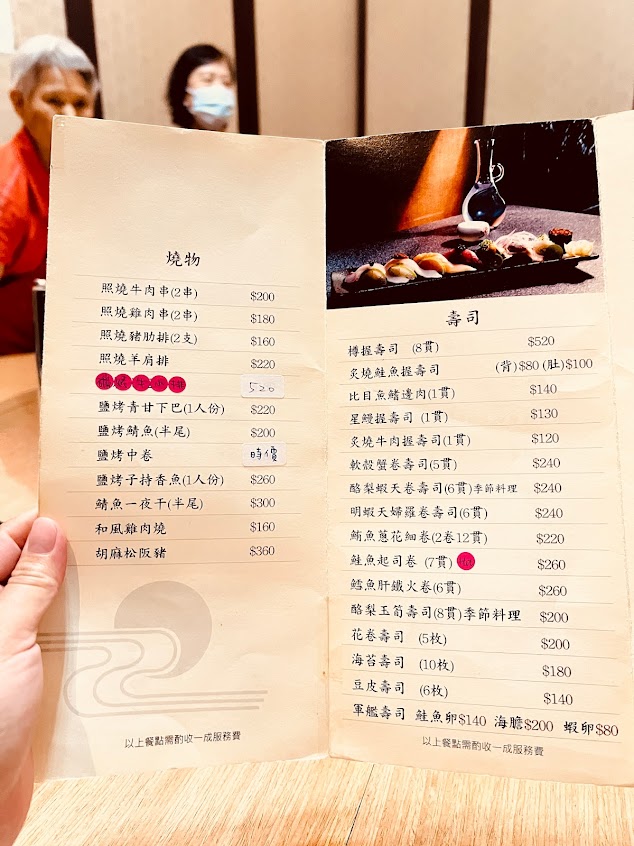 燒物
照燒牛肉串(2串) $200
照燒雞肉串(2串) $180
照燒豬肋排(2支) $160
照燒羊肩排 $220
520
鹽烤青甘下巴(1人份) $220
鹽烤鯖魚(半尾) $200
鹽烤中卷 時價
鹽烤子持香魚(1人份) $260
鯖魚一夜干(半尾) $300
和風雞肉燒 $160
胡麻松阪豬 $360
以上餐點需酌收一成服務費
壽司
樽握壽司 (8貫) $520
炙燒鮭魚握壽司 (背)$80 (肚)$100
比目魚鰭邊肉(1貫) $140
星鰻握壽司 (1貫) $130
炙燒牛肉握壽司(1貫) $120
軟殼蟹卷壽司(5貫) $240
酪梨蝦天卷壽司(6貫)季節料理 $240
明蝦天婦羅卷壽司(6貫) $240
鮪魚蔥花細卷(2卷12貫) $220
鮭魚起司卷 (7貫) $260
鱈魚肝鐵火卷(6貫) $260
酪梨玉筍壽司(8貫)季節料理 $200
花卷壽司 (5枚) $200
海苔壽司 (10枚) $180
豆皮壽司 (6枚) $140
軍艦壽司 鮭魚卵$140 海膽$200 蝦卵$80
以上餐點需酌收一成服務費